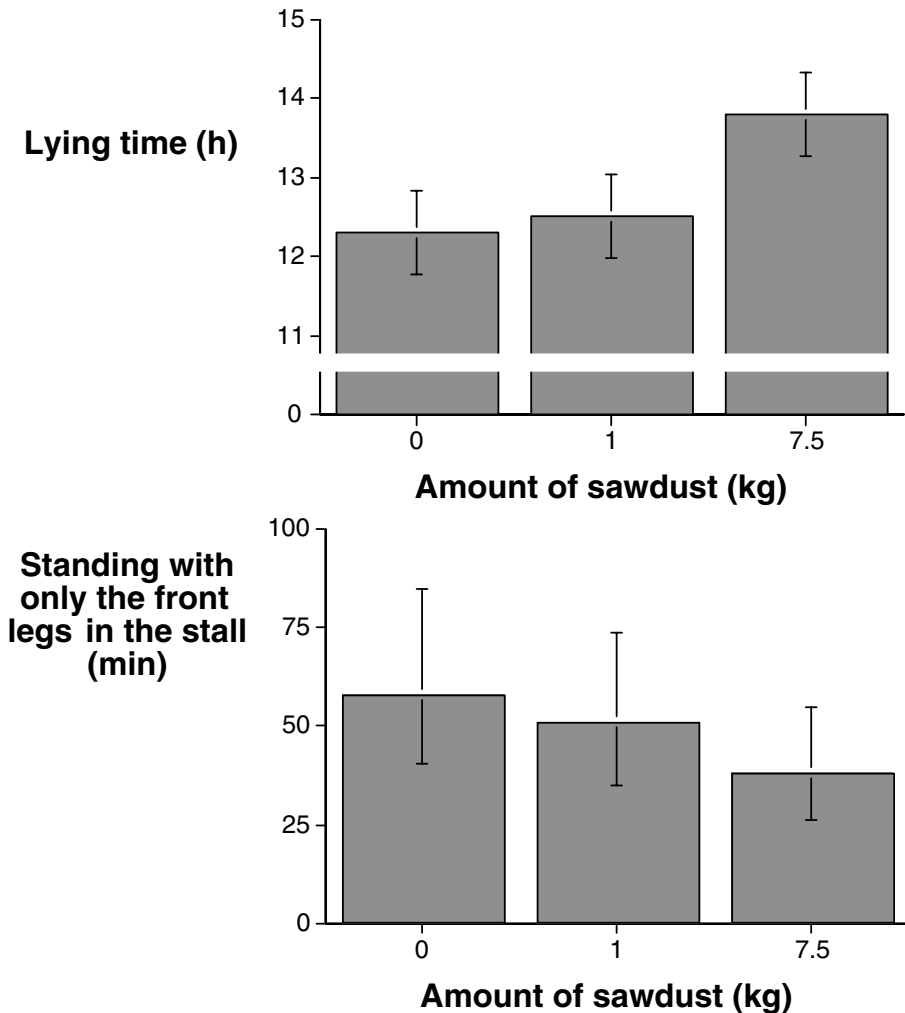 15
14
Lying time (h)
13
12
11
0
0 1 7.5
Amount of sawdust (kg)
100
Standing with
only the front
legs in the stall
(min)
75
50
25
0
0 1 7.5
Amount of sawdust (kg)